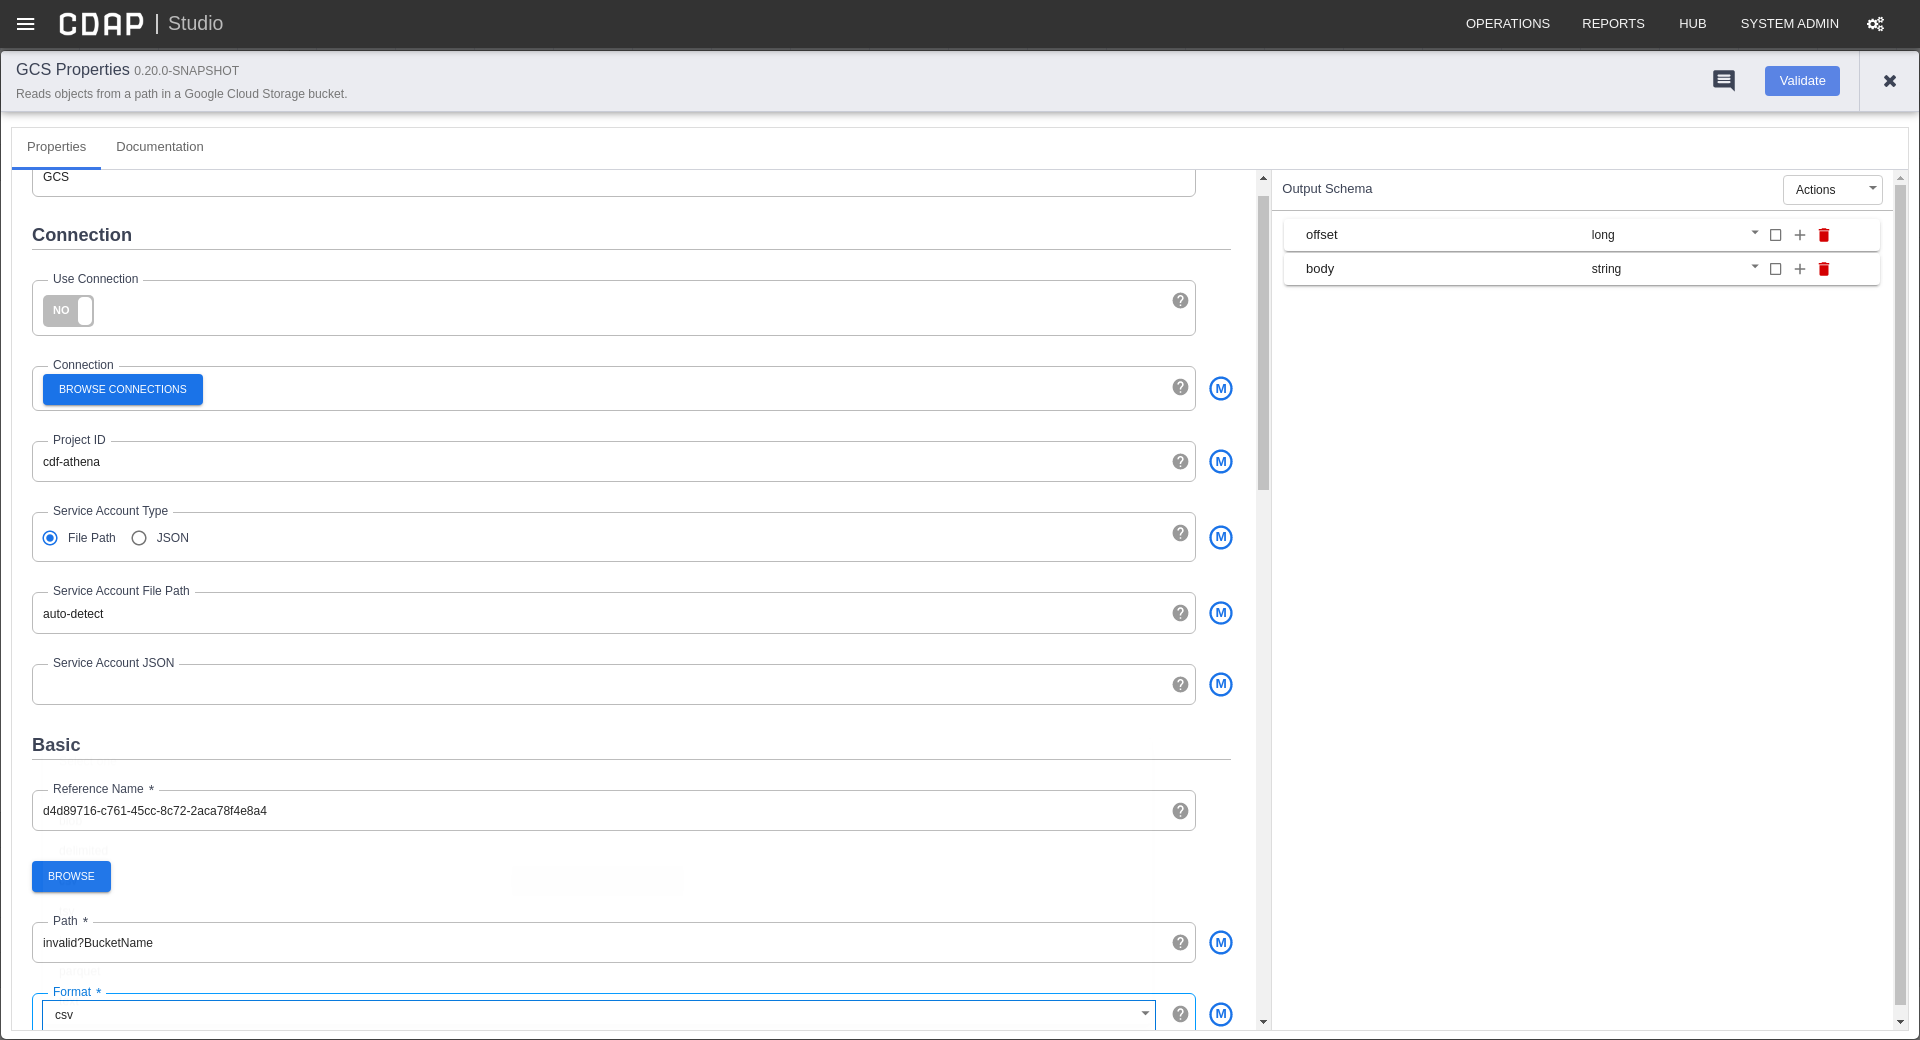 CDAP | Studio
OPERATIONS REPORTS HUB SYSTEM ADMIN
GCS Properties 0.20.0-SNAPSHOT
Reads objects from a path in a Google Cloud Storage bucket.
Validate
Properties Documentation
GCS
Connection
Use Connection
NO
Connection
BROWSE CONNECTIONS
M
Project ID
cdf-athena
M
Service Account Type
File Path JSON
M
Service Account File Path
auto-detect
M
Service Account JSON
M
Basic
Reference Name *
d4d89716-c761-45cc-8c72-2aca78f4e8a4
BROWSE
Path *
invalid?BucketName
M
Format *
csv
M
Output Schema
Actions
offset long
body string